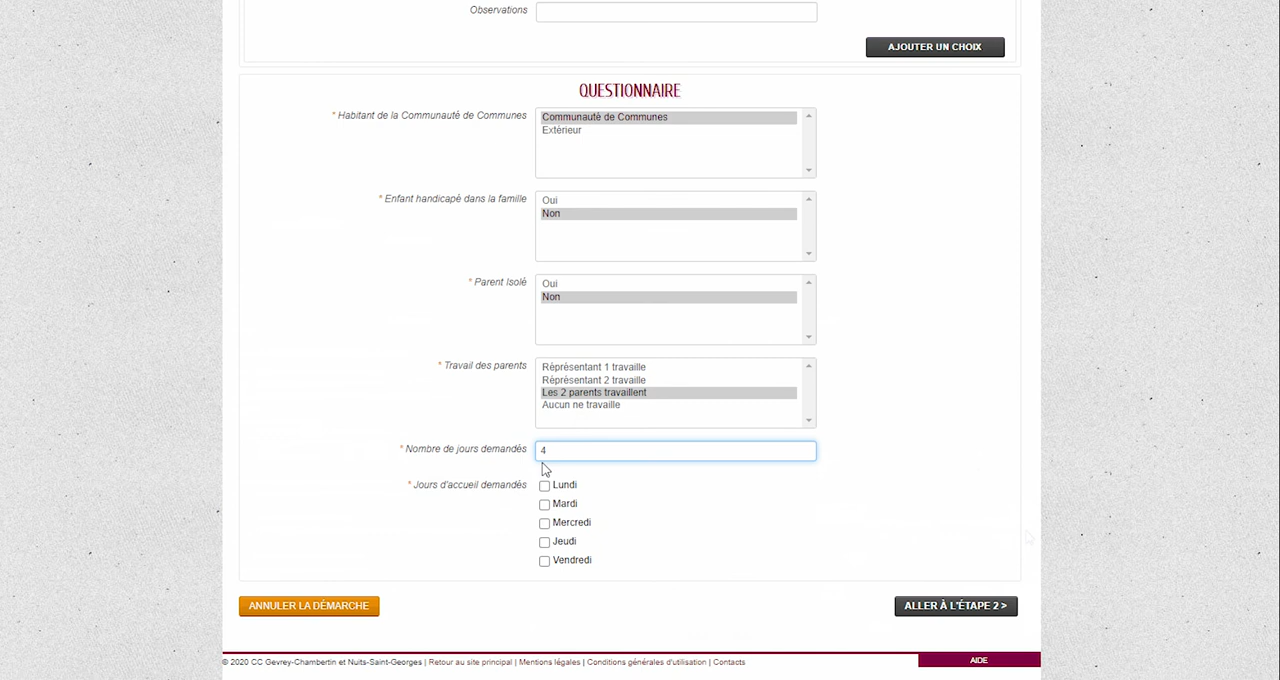 Observations
AJOUTER UN CHOIX
QUESTIONNAIRE
* Habitant de la Communauté de Communes
Communauté de Communes
Extérieur
* Enfant handicapé dans la famille
Oui
Non
* Parent Isolé
Oui
Non
* Travail des parents
Réprèsentant 1 travaille
Réprèsentant 2 travaille
Les 2 parents travaillent
Aucun ne travaille
* Nombre de jours demandés
4
* Jours d'accueil demandés
Lundi
Mardi
Mercredi
Jeudi
Vendredi
ANNULER LA DÉMARCHE
ALLER À L'ÉTAPE 2 >
© 2020 CC Gevrey-Chambertin et Nuits-Saint-Georges | Retour au site principal | Mentions légales | Conditions générales d'utilisation | Contacts
AIDE